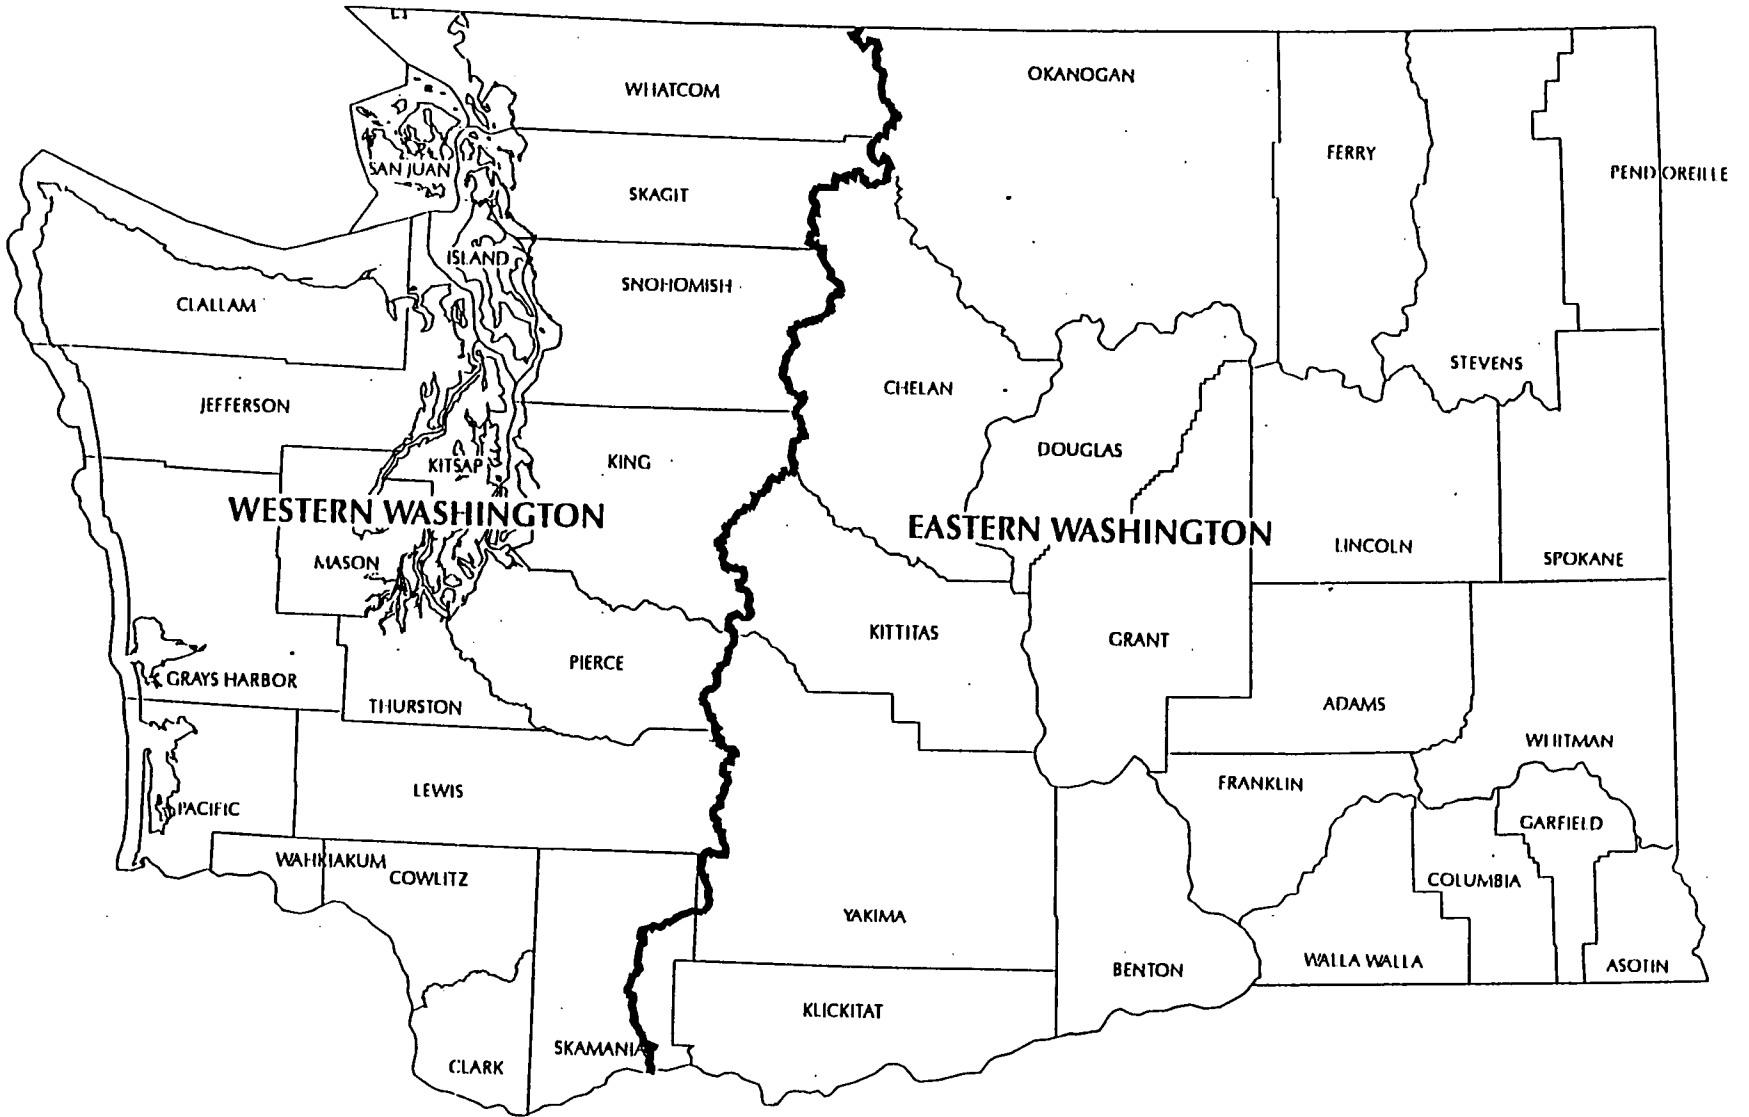 WHATCOM
OKANOGAN
FERRY
PEND OREILLE
SAN JUAN
SKAGIT
ISLAND
SNOHOMISH
CLALLAM
STEVENS
CHELAN
JEFFERSON
DOUGLAS
KITSAP
KING
WESTERN WASHINGTON
EASTERN WASHINGTON
LINCOLN
SPOKANE
MASON
KITTITAS
GRANT
PIERCE
GRAYS HARBOR
THURSTON
ADAMS
WHITMAN
LEWIS
FRANKLIN
PACIFIC
GARFIELD
WAHKIAKUM
COWLITZ
COLUMBIA
YAKIMA
WALLA WALLA
ASOTIN
BENTON
KLICKITAT
SKAMANIA
CLARK